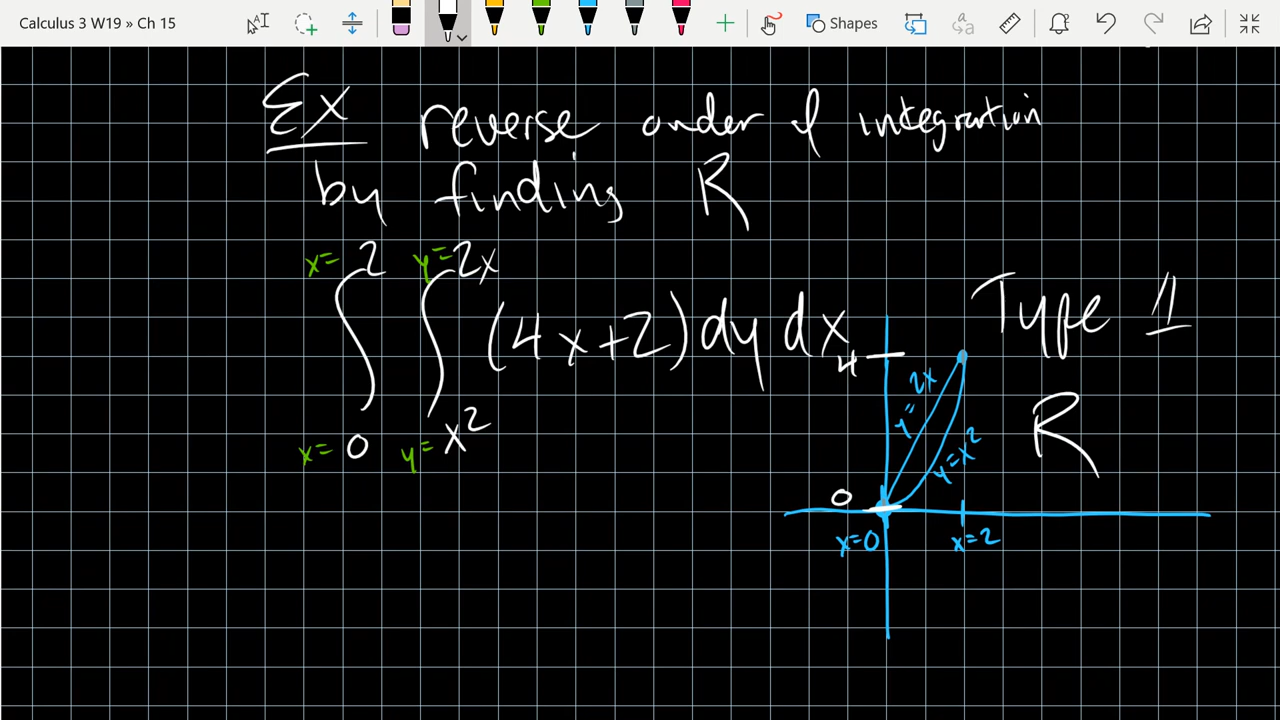 Calculus 3 W19 » Ch 15
Shapes
Ex reverse order of integration
by finding R
x=2 y=2x
∫ ∫ (4x+2) dy dx
x=0 y=x²
Type 1
R
4
y=2x
y=x²
0
x=0 x=2